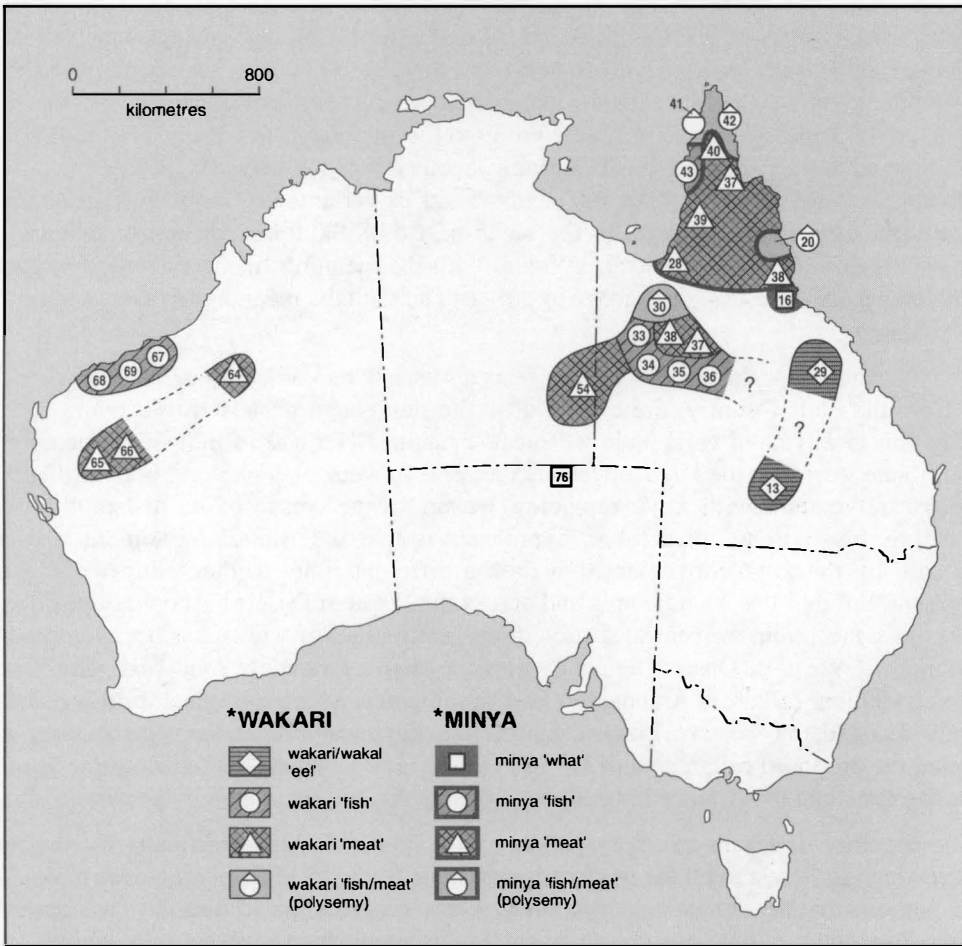 0 800
kilometres
41
42
40
43
37
39
20
28
38
16
30
33
38
37
34
35
36
29
54
?
?
13
67
69
68
64
66
65
76
*WAKARI
wakari/wakal
'eel'
wakari 'fish'
wakari 'meat'
wakari 'fish/meat'
(polysemy)
*MINYA
minya 'what'
minya 'fish'
minya 'meat'
minya 'fish/meat'
(polysemy)